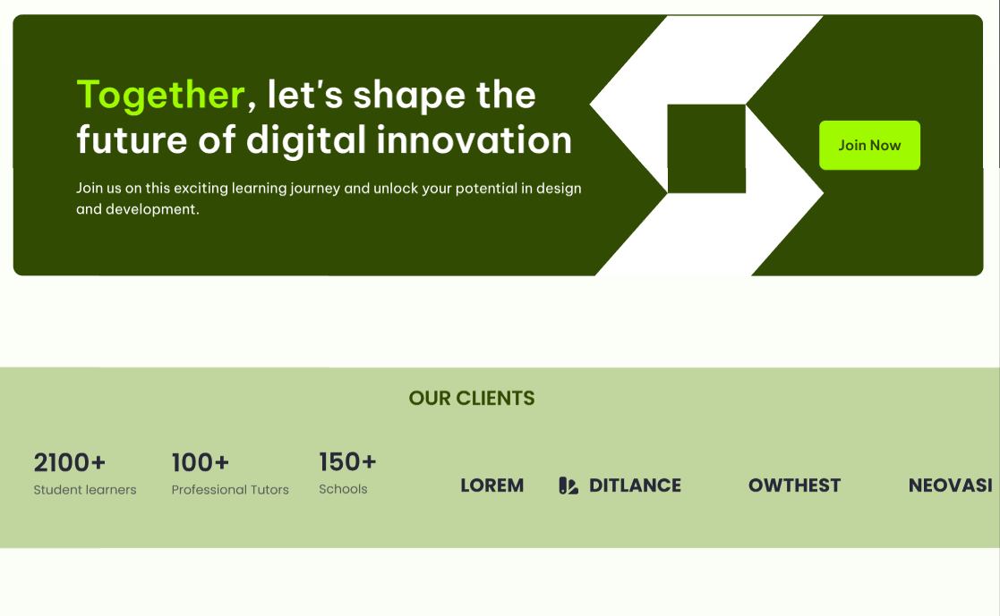 Together, let's shape the
future of digital innovation
Join us on this exciting learning journey and unlock your potential in design
and development.
Join Now
OUR CLIENTS
2100+
Student learners
100+
Professional Tutors
150+
Schools
LOREM
DITLANCE
OWTHEST
NEOVASI